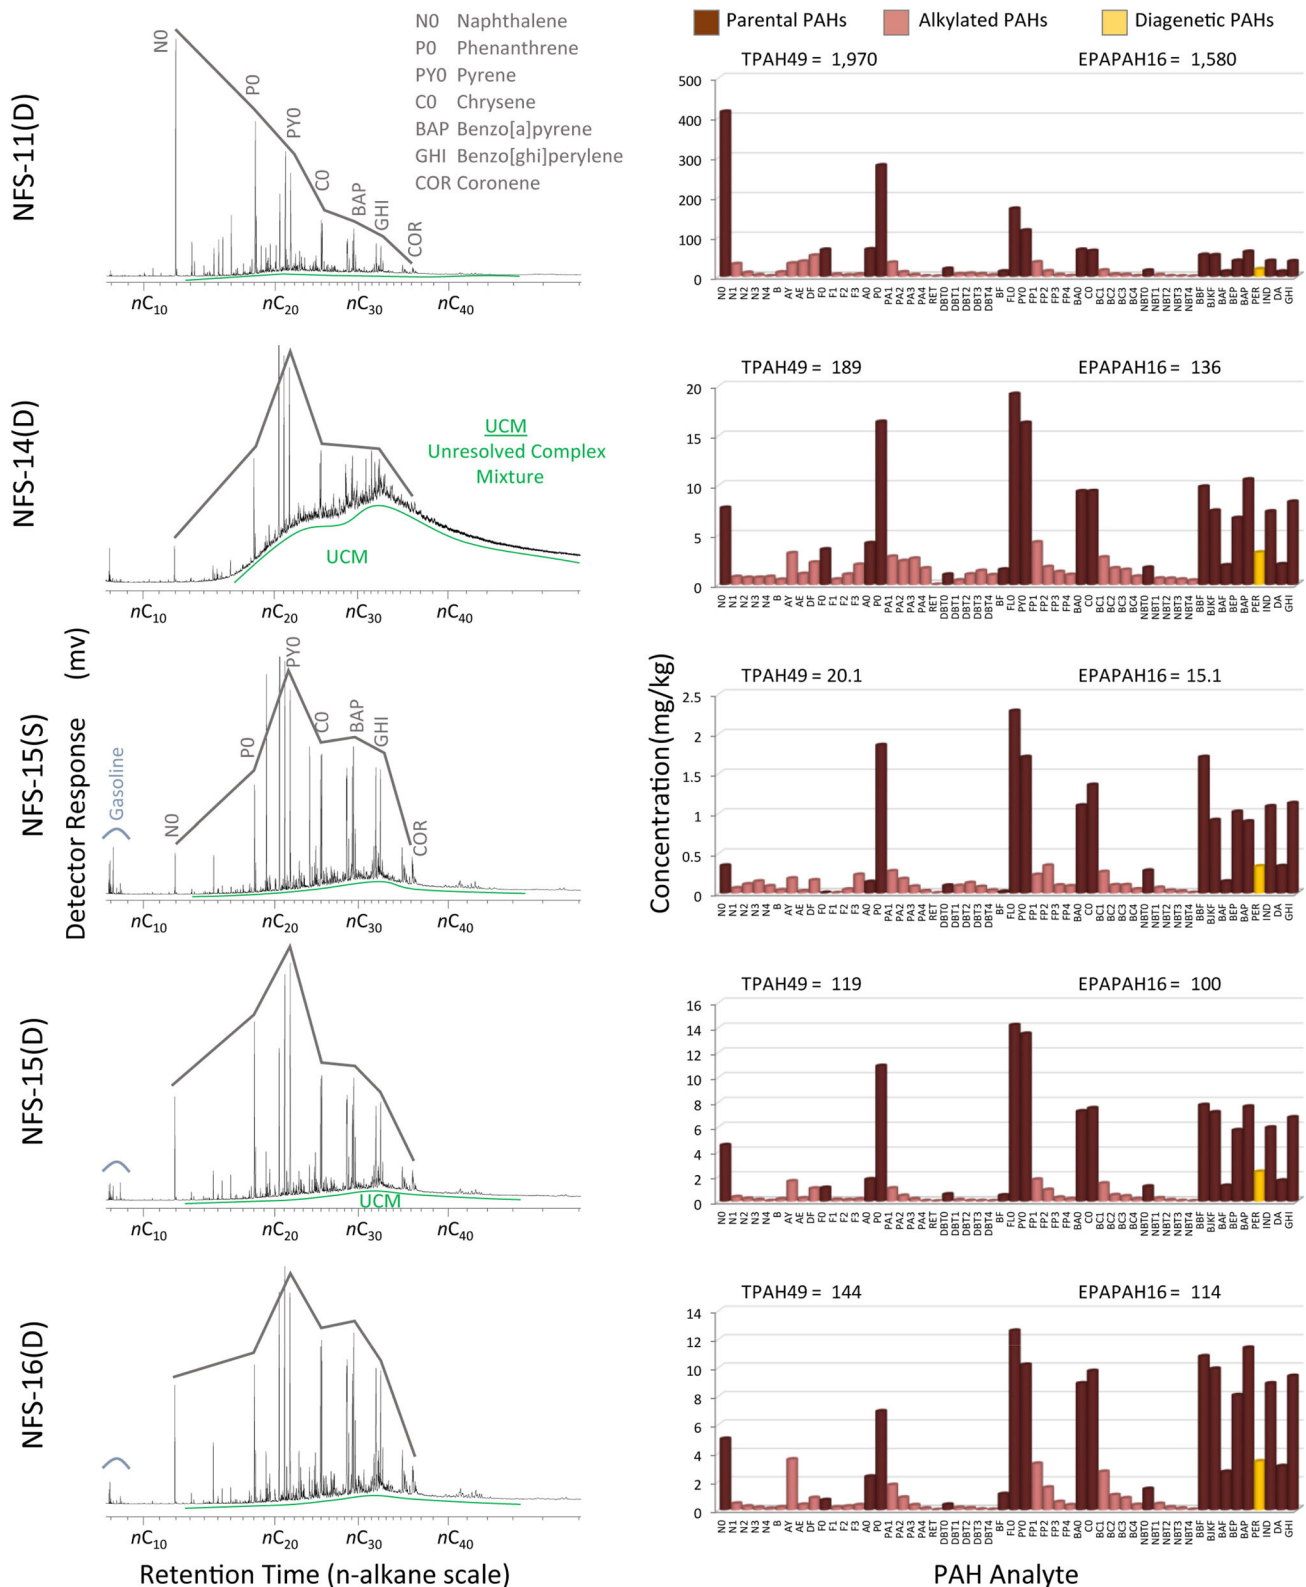 N0 Naphthalene
P0 Phenanthrene
PY0 Pyrene
C0 Chrysene
BAP Benzo[a]pyrene
GHI Benzo[ghi]perylene
COR Coronene
Parental PAHs Alkylated PAHs Diagenetic PAHs
NFS-11(D)
N0 P0 PY0 C0 BAP GHI COR
nC10 nC20 nC30 nC40
TPAH49 = 1,970 EPAPAH16 = 1,580
500
400
300
200
100
0
N0 N1 N2 N3 N4 B AY AE DF F0 F1 F2 F3 A0 P0 PA1 PA2 PA3 PA4 RET DBT0 DBT1 DBT2 DBT3 DBT4 BF FL0 PY0 FP1 FP2 FP3 FP4 BA0 C0 BC1 BC2 BC3 BC4 NBT0 NBT1 NBT2 NBT3 NBT4 BBF BJKF BAF BEP BAP PER IND DA GHI
NFS-14(D)
UCM
Unresolved Complex
Mixture
UCM
nC10 nC20 nC30 nC40
TPAH49 = 189 EPAPAH16 = 136
20
15
10
5
0
N0 N1 N2 N3 N4 B AY AE DF F0 F1 F2 F3 A0 P0 PA1 PA2 PA3 PA4 RET DBT0 DBT1 DBT2 DBT3 DBT4 BF FL0 PY0 FP1 FP2 FP3 FP4 BA0 C0 BC1 BC2 BC3 BC4 NBT0 NBT1 NBT2 NBT3 NBT4 BBF BJKF BAF BEP BAP PER IND DA GHI
NFS-15(S)
Detector Response (mv)
Gasoline
N0 P0 PY0 C0 BAP GHI COR
nC10 nC20 nC30 nC40
Concentration(mg/kg)
TPAH49 = 20.1 EPAPAH16 = 15.1
2.5
2
1.5
1
0.5
0
N0 N1 N2 N3 N4 B AY AE DF F0 F1 F2 F3 A0 P0 PA1 PA2 PA3 PA4 RET DBT0 DBT1 DBT2 DBT3 DBT4 BF FL0 PY0 FP1 FP2 FP3 FP4 BA0 C0 BC1 BC2 BC3 BC4 NBT0 NBT1 NBT2 NBT3 NBT4 BBF BJKF BAF BEP BAP PER IND DA GHI
NFS-15(D)
UCM
nC10 nC20 nC30 nC40
TPAH49 = 119 EPAPAH16 = 100
16
14
12
10
8
6
4
2
0
N0 N1 N2 N3 N4 B AY AE DF F0 F1 F2 F3 A0 P0 PA1 PA2 PA3 PA4 RET DBT0 DBT1 DBT2 DBT3 DBT4 BF FL0 PY0 FP1 FP2 FP3 FP4 BA0 C0 BC1 BC2 BC3 BC4 NBT0 NBT1 NBT2 NBT3 NBT4 BBF BJKF BAF BEP BAP PER IND DA GHI
NFS-16(D)
nC10 nC20 nC30 nC40
TPAH49 = 144 EPAPAH16 = 114
14
12
10
8
6
4
2
0
N0 N1 N2 N3 N4 B AY AE DF F0 F1 F2 F3 A0 P0 PA1 PA2 PA3 PA4 RET DBT0 DBT1 DBT2 DBT3 DBT4 BF FL0 PY0 FP1 FP2 FP3 FP4 BA0 C0 BC1 BC2 BC3 BC4 NBT0 NBT1 NBT2 NBT3 NBT4 BBF BJKF BAF BEP BAP PER IND DA GHI
Retention Time (n-alkane scale)
PAH Analyte